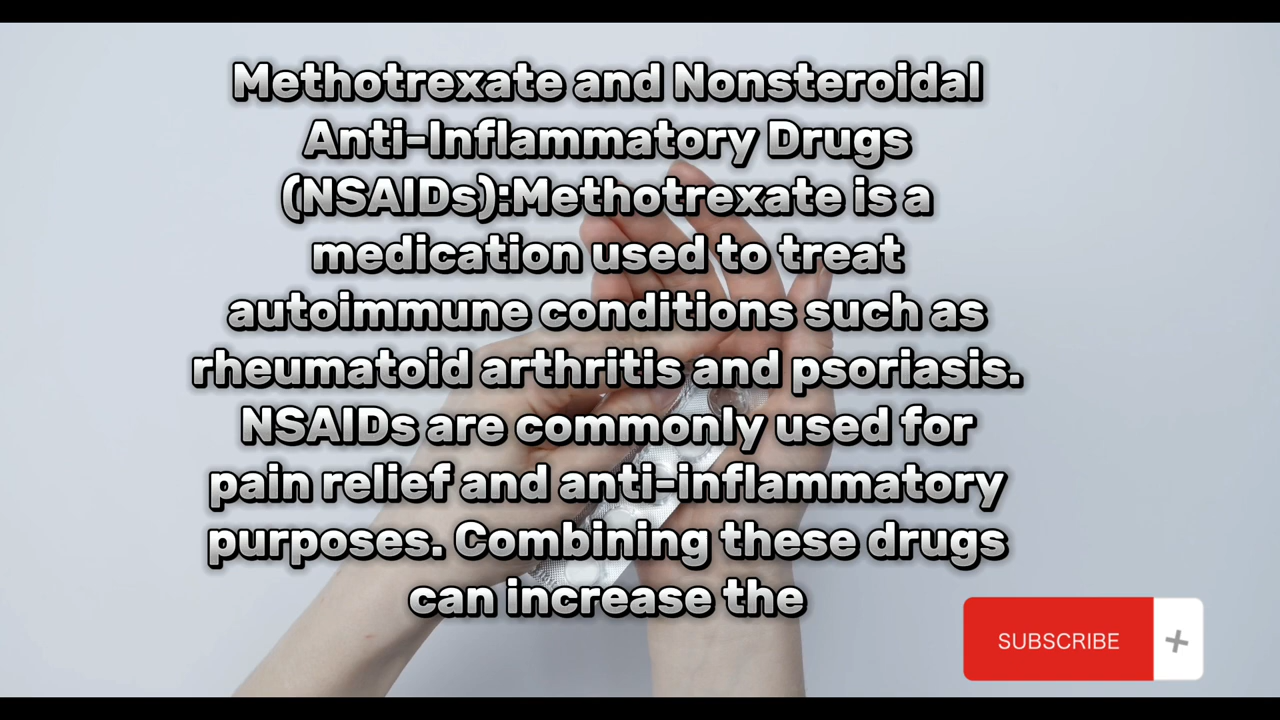 Methotrexate and Nonsteroidal
Anti-Inflammatory Drugs
(NSAIDs):Methotrexate is a
medication used to treat
autoimmune conditions such as
rheumatoid arthritis and psoriasis.
NSAIDs are commonly used for
pain relief and anti-inflammatory
purposes. Combining these drugs
can increase the
SUBSCRIBE +